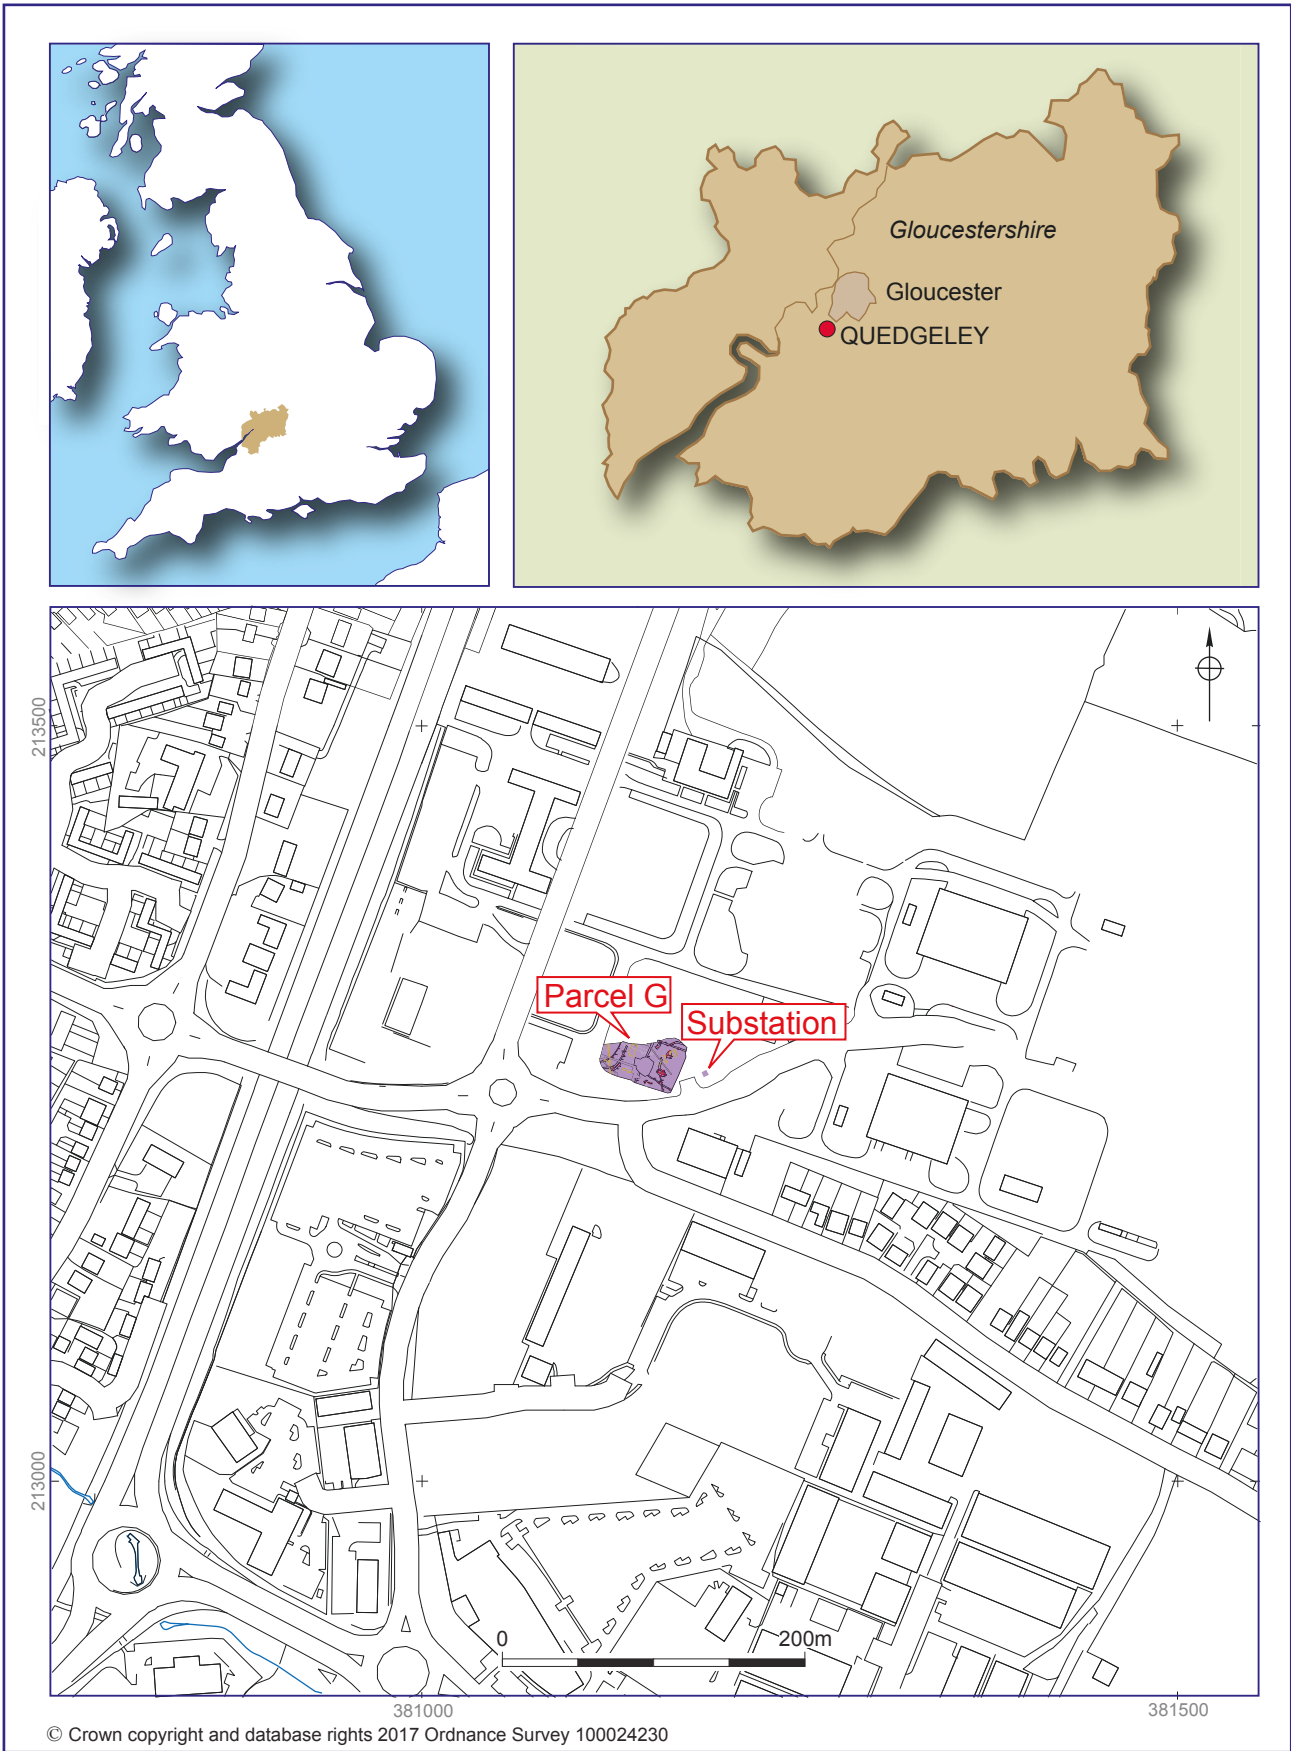 Gloucestershire
Gloucester
QUEDGELEY
213500
Parcel G
Substation
213000
0
200m
381000
381500
© Crown copyright and database rights 2017 Ordnance Survey 100024230